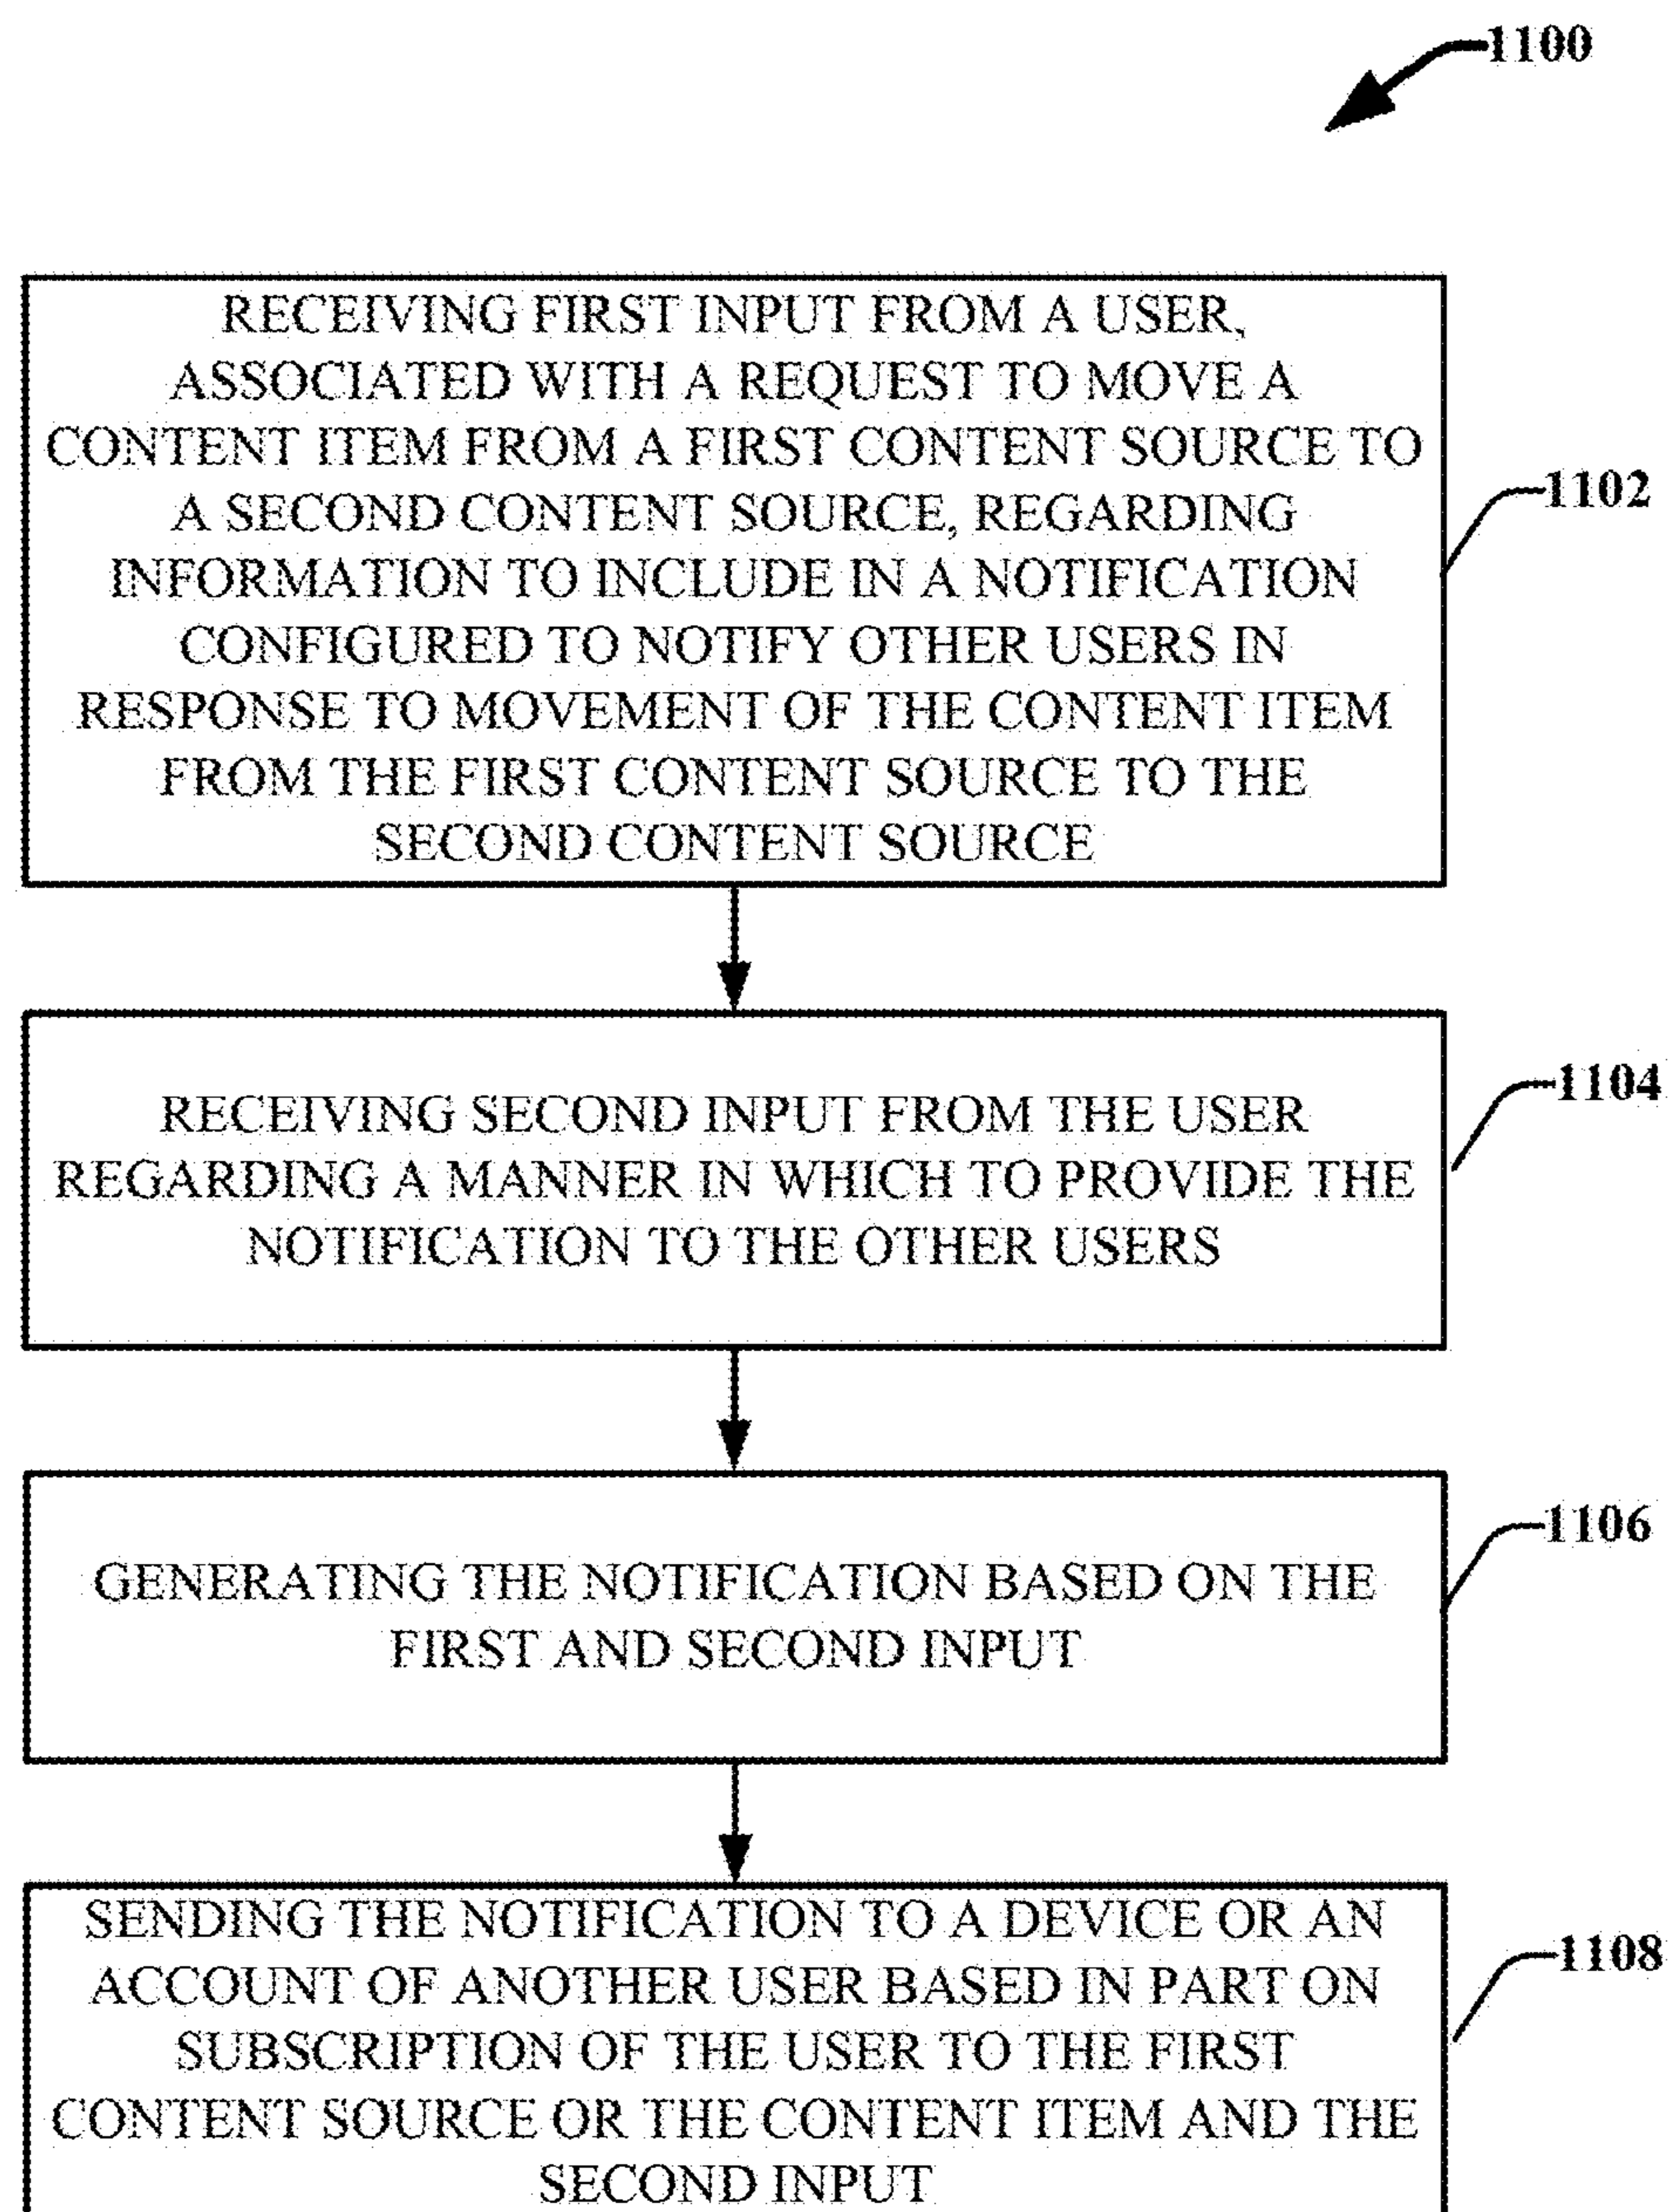 1100
RECEIVING FIRST INPUT FROM A USER,
ASSOCIATED WITH A REQUEST TO MOVE A
CONTENT ITEM FROM A FIRST CONTENT SOURCE TO
A SECOND CONTENT SOURCE, REGARDING
INFORMATION TO INCLUDE IN A NOTIFICATION
CONFIGURED TO NOTIFY OTHER USERS IN
RESPONSE TO MOVEMENT OF THE CONTENT ITEM
FROM THE FIRST CONTENT SOURCE TO THE
SECOND CONTENT SOURCE
1102
RECEIVING SECOND INPUT FROM THE USER
REGARDING A MANNER IN WHICH TO PROVIDE THE
NOTIFICATION TO THE OTHER USERS
1104
GENERATING THE NOTIFICATION BASED ON THE
FIRST AND SECOND INPUT
1106
SENDING THE NOTIFICATION TO A DEVICE OR AN
ACCOUNT OF ANOTHER USER BASED IN PART ON
SUBSCRIPTION OF THE USER TO THE FIRST
CONTENT SOURCE OR THE CONTENT ITEM AND THE
SECOND INPUT
1108